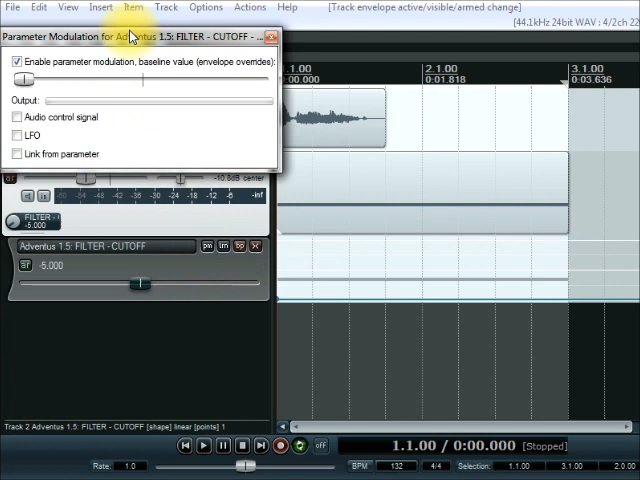 File Edit View Insert Item Track Options Actions Help [Track envelope active/visible/armed change]
[44.1kHz 24bit WAV : 4/2ch 22
Parameter Modulation for Adventus 1.5: FILTER - CUTOFF - ...
Enable parameter modulation, baseline value (envelope overrides):
Output:
Audio control signal
LFO
Link from parameter
1.1.00 2.1.00 3.1.00
0:00.000 0:01.818 0:03.636
ar -10.8dB center
-60 -54 -48 -42 -36 -30 -24 -18 -12 -6 -inf
FILTER -
-5.000
Adventus 1.5: FILTER - CUTOFF pm lrn bp X
ar -5.000
Track 2 Adventus 1.5: FILTER - CUTOFF [shape] linear [points] 1
off 1.1.00 / 0:00.000 [Stopped]
Rate: 1.0 BPM 132 4/4 Selection: 1.1.00 3.1.00 2.0.00